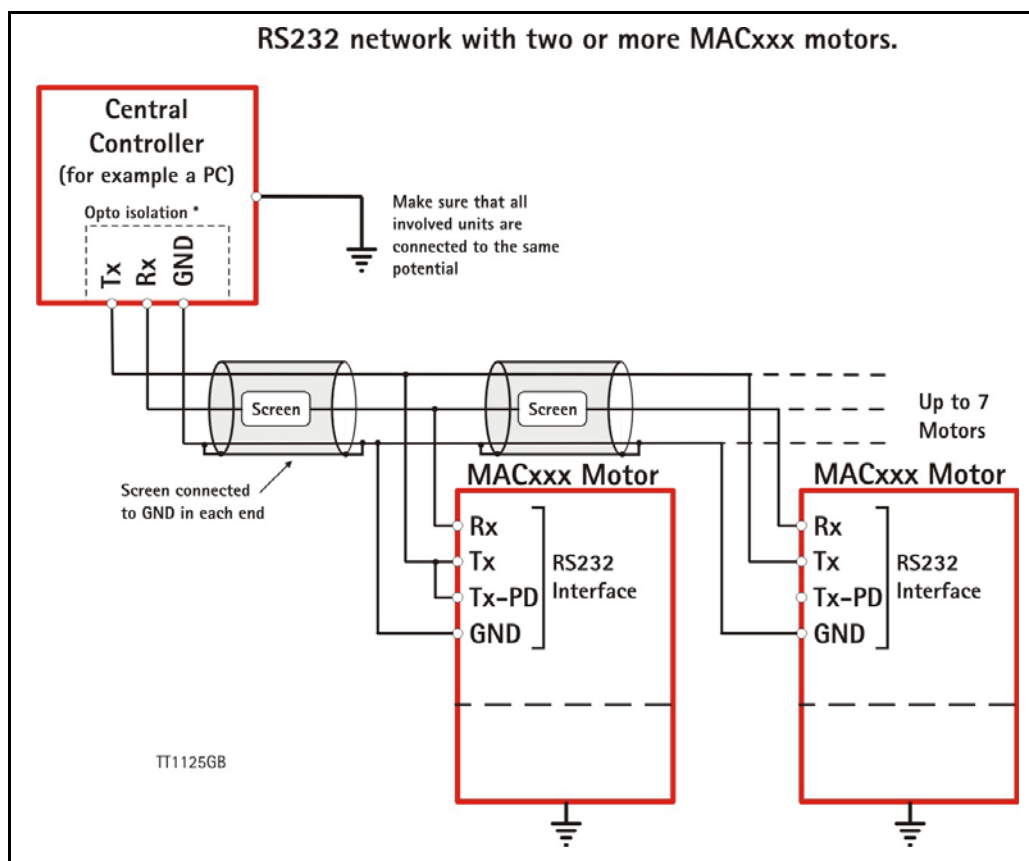 RS232 network with two or more MACxxx motors.
Central
Controller
(for example a PC)
Opto isolation *
Tx
Rx
GND
Make sure that all
involved units are
connected to the same
potential
Screen
Screen
Up to 7
Motors
Screen connected
to GND in each end
MACxxx Motor
Rx
Tx
Tx-PD
GND
RS232
Interface
MACxxx Motor
Rx
Tx
Tx-PD
GND
RS232
Interface
TT1125GB